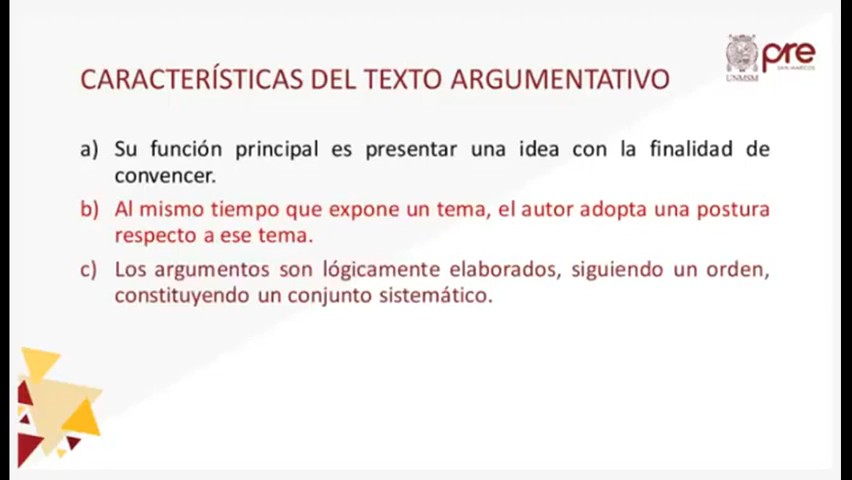 pre
SAN MARCOS
UNMSM
CARACTERÍSTICAS DEL TEXTO ARGUMENTATIVO
a) Su función principal es presentar una idea con la finalidad de
convencer.
b) Al mismo tiempo que expone un tema, el autor adopta una postura
respecto a ese tema.
c) Los argumentos son lógicamente elaborados, siguiendo un orden,
constituyendo un conjunto sistemático.